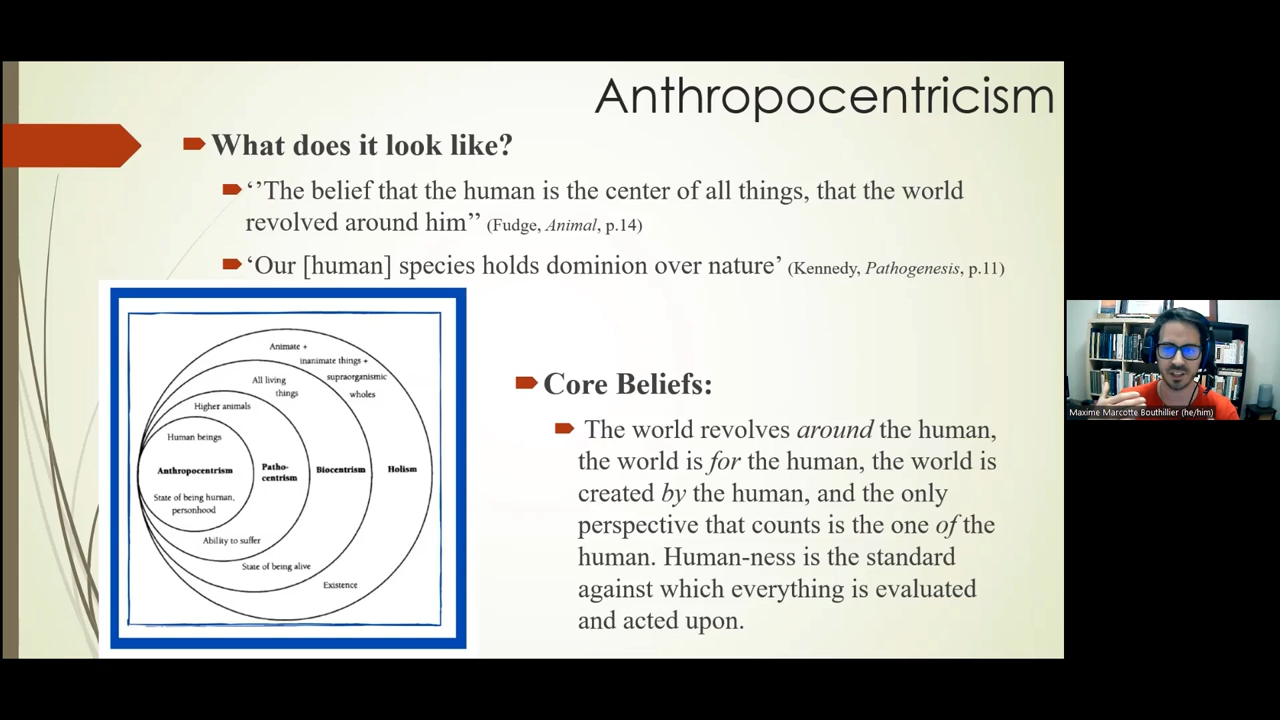 Anthropocentricism
What does it look like?
‘’The belief that the human is the center of all things, that the world
revolved around him’’ (Fudge, Animal, p.14)
‘Our [human] species holds dominion over nature’ (Kennedy, Pathogenesis, p.11)
Animate +
inanimate things +
supraorganismic
wholes
All living
things
Higher animals
Human beings
Anthropocentrism
Patho-
centrism
Biocentrism
Holism
State of being human,
personhood
Ability to suffer
State of being alive
Existence
Core Beliefs:
The world revolves around the human,
the world is for the human, the world is
created by the human, and the only
perspective that counts is the one of the
human. Human-ness is the standard
against which everything is evaluated
and acted upon.
Maxime Marcotte Bouthillier (he/him)